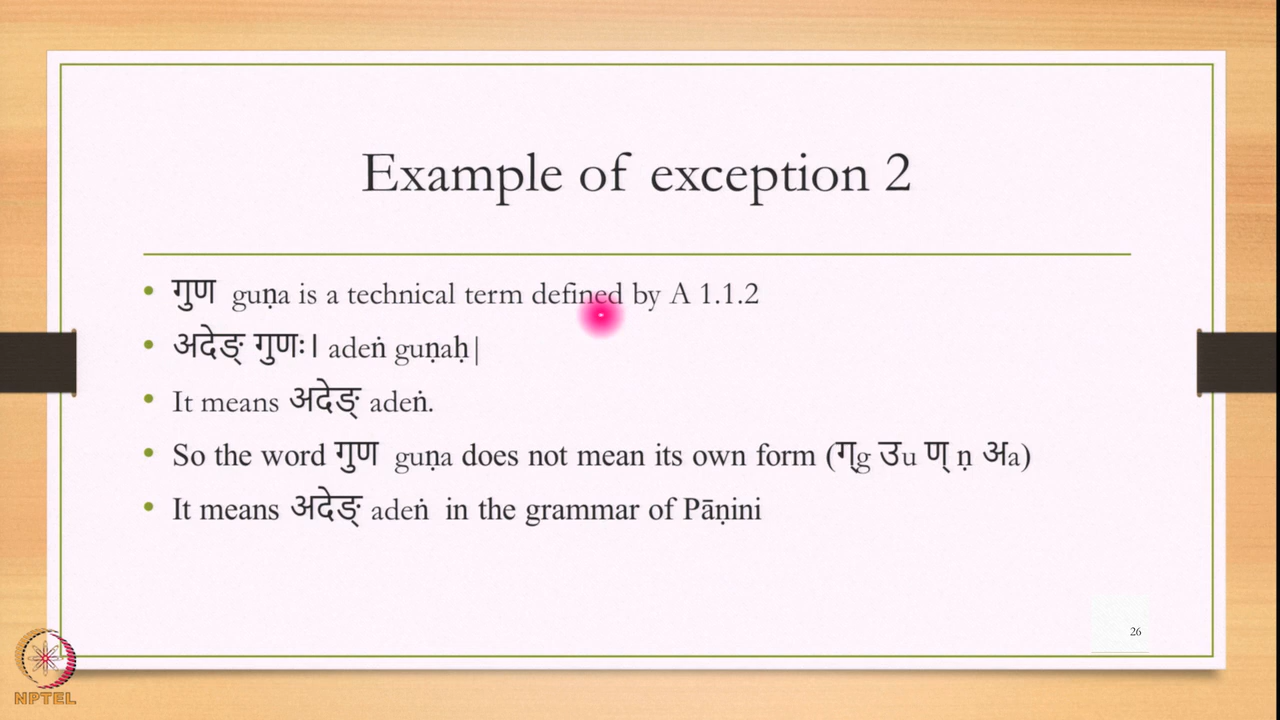 Example of exception 2
• गुण guṇa is a technical term defined by A 1.1.2
• अदेङ् गुणः। adeṅ guṇaḥ|
• It means अदेङ् adeṅ.
• So the word गुण guṇa does not mean its own form (ग्g उu ण् ṇ अa)
• It means अदेङ् adeṅ in the grammar of Pāṇini
26
NPTEL